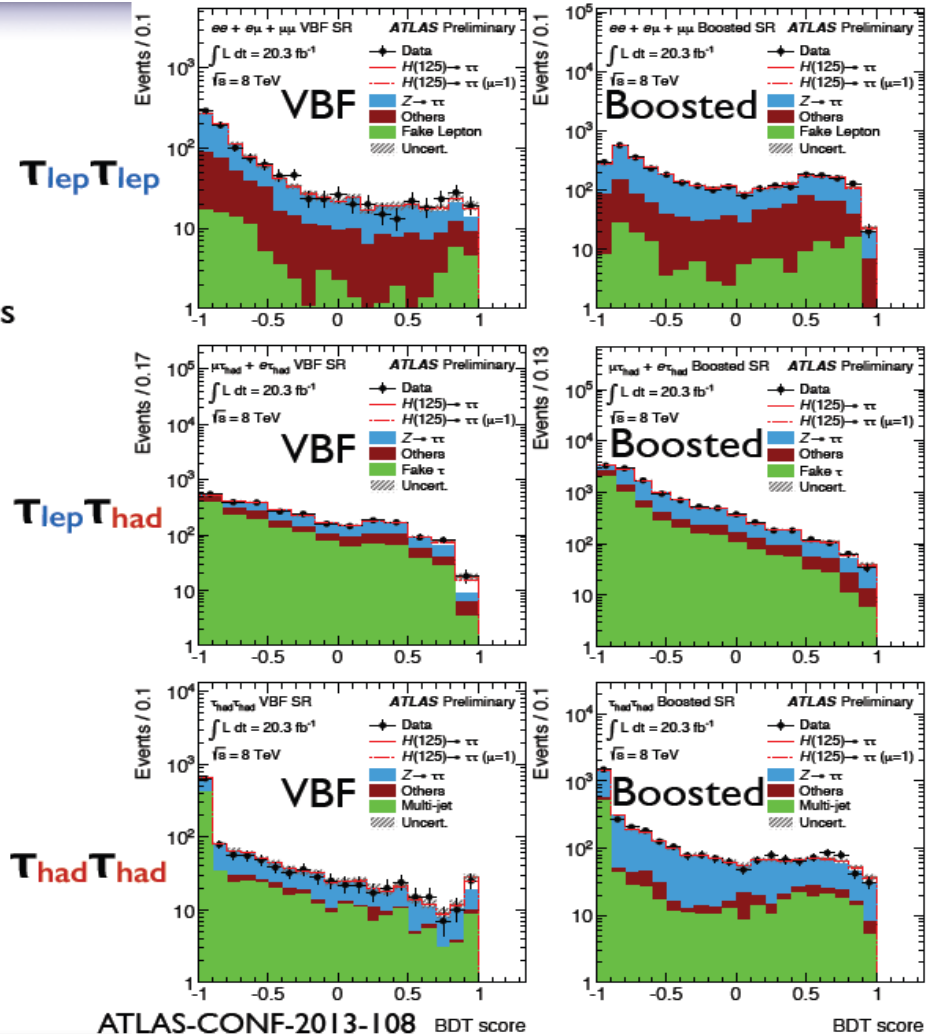 ee + eμ + μμ VBF SR ATLAS Preliminary
∫ L dt = 20.3 fb⁻¹
√s = 8 TeV
Data
H(125)→ ττ
H(125)→ ττ (μ=1)
Z→ ττ
Others
Fake Lepton
Uncert.
VBF
Events / 0.1
10³
10²
10
1
-1 -0.5 0 0.5 1
ee + eμ + μμ Boosted SR ATLAS Preliminary
∫ L dt = 20.3 fb⁻¹
√s = 8 TeV
Data
H(125)→ ττ
H(125)→ ττ (μ=1)
Z→ ττ
Others
Fake Lepton
Uncert.
Boosted
Events / 0.1
10⁵
10⁴
10³
10²
10
1
-1 -0.5 0 0.5 1
τlep τlep
s
μτhad + eτhad VBF SR ATLAS Preliminary
∫ L dt = 20.3 fb⁻¹
√s = 8 TeV
Data
H(125)→ ττ
H(125)→ ττ (μ=1)
Z→ ττ
Others
Fake τ
Uncert.
VBF
Events / 0.17
10⁵
10⁴
10³
10²
10
1
-1 -0.5 0 0.5 1
μτhad + eτhad Boosted SR ATLAS Preliminary
∫ L dt = 20.3 fb⁻¹
√s = 8 TeV
Data
H(125)→ ττ
H(125)→ ττ (μ=1)
Z→ ττ
Others
Fake τ
Uncert.
Boosted
Events / 0.13
10⁵
10⁴
10³
10²
10
1
-1 -0.5 0 0.5 1
τlep τhad
τhadτhad VBF SR ATLAS Preliminary
∫ L dt = 20.3 fb⁻¹
√s = 8 TeV
Data
H(125)→ ττ
H(125)→ ττ (μ=1)
Z→ ττ
Others
Multi-jet
Uncert.
VBF
Events / 0.1
10⁴
10³
10²
10
1
-1 -0.5 0 0.5 1
τhadτhad Boosted SR ATLAS Preliminary
∫ L dt = 20.3 fb⁻¹
√s = 8 TeV
Data
H(125)→ ττ
H(125)→ ττ (μ=1)
Z→ ττ
Others
Multi-jet
Uncert.
Boosted
Events / 0.1
10⁴
10³
10²
10
1
-1 -0.5 0 0.5 1
τhad τhad
ATLAS-CONF-2013-108 BDT score BDT score